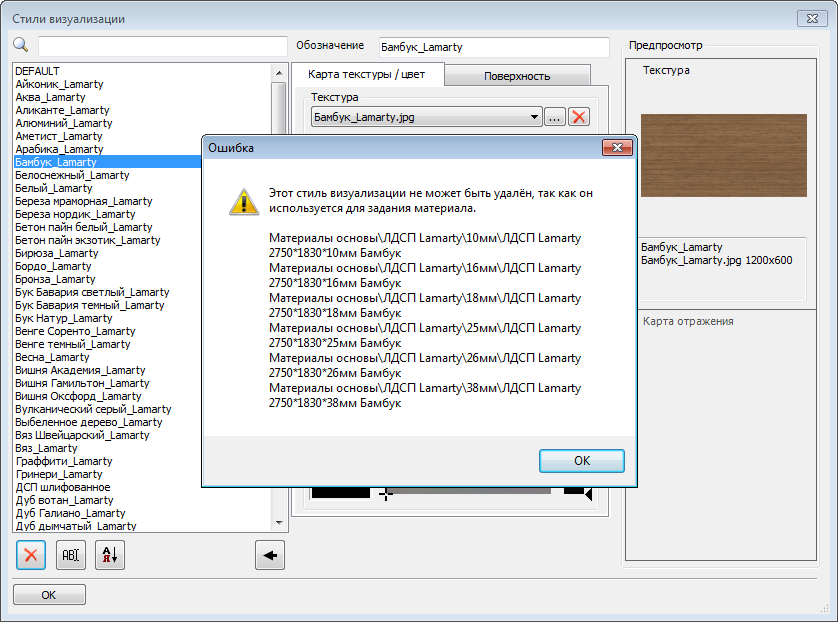 Стили визуализации
Обозначение
Бамбук_Lamarty
Предпросмотр
DEFAULT
Айконик_Lamarty
Аква_Lamarty
Аликанте_Lamarty
Алюминий_Lamarty
Аметист_Lamarty
Арабика_Lamarty
Бамбук_Lamarty
Белоснежный_Lamarty
Белый_Lamarty
Береза мраморная_Lamarty
Береза нордик_Lamarty
Бетон пайн белый_Lamarty
Бетон пайн экзотик_Lamarty
Бирюза_Lamarty
Бордо_Lamarty
Бронза_Lamarty
Бук Бавария светлый_Lamarty
Бук Бавария темный_Lamarty
Бук Натур_Lamarty
Венге Соренто_Lamarty
Венге темный_Lamarty
Весна_Lamarty
Вишня Академия_Lamarty
Вишня Гамильтон_Lamarty
Вишня Оксфорд_Lamarty
Вулканический серый_Lamarty
Выбеленное дерево_Lamarty
Вяз Швейцарский_Lamarty
Вяз_Lamarty
Граффити_Lamarty
Гринери_Lamarty
ДСП шлифованное
Дуб вотан_Lamarty
Дуб Галиано_Lamarty
Дуб дымчатый_Lamarty
Карта текстуры / цвет
Поверхность
Текстура
Бамбук_Lamarty.jpg
...
Ошибка
Этот стиль визуализации не может быть удалён, так как он
используется для задания материала.
Материалы основы\ЛДСП Lamarty\10мм\ЛДСП Lamarty
2750*1830*10мм Бамбук
Материалы основы\ЛДСП Lamarty\16мм\ЛДСП Lamarty
2750*1830*16мм Бамбук
Материалы основы\ЛДСП Lamarty\18мм\ЛДСП Lamarty
2750*1830*18мм Бамбук
Материалы основы\ЛДСП Lamarty\25мм\ЛДСП Lamarty
2750*1830*25мм Бамбук
Материалы основы\ЛДСП Lamarty\26мм\ЛДСП Lamarty
2750*1830*26мм Бамбук
Материалы основы\ЛДСП Lamarty\38мм\ЛДСП Lamarty
2750*1830*38мм Бамбук
OK
Текстура
Бамбук_Lamarty
Бамбук_Lamarty.jpg 1200x600
Карта отражения
АБ
А
Я
OK